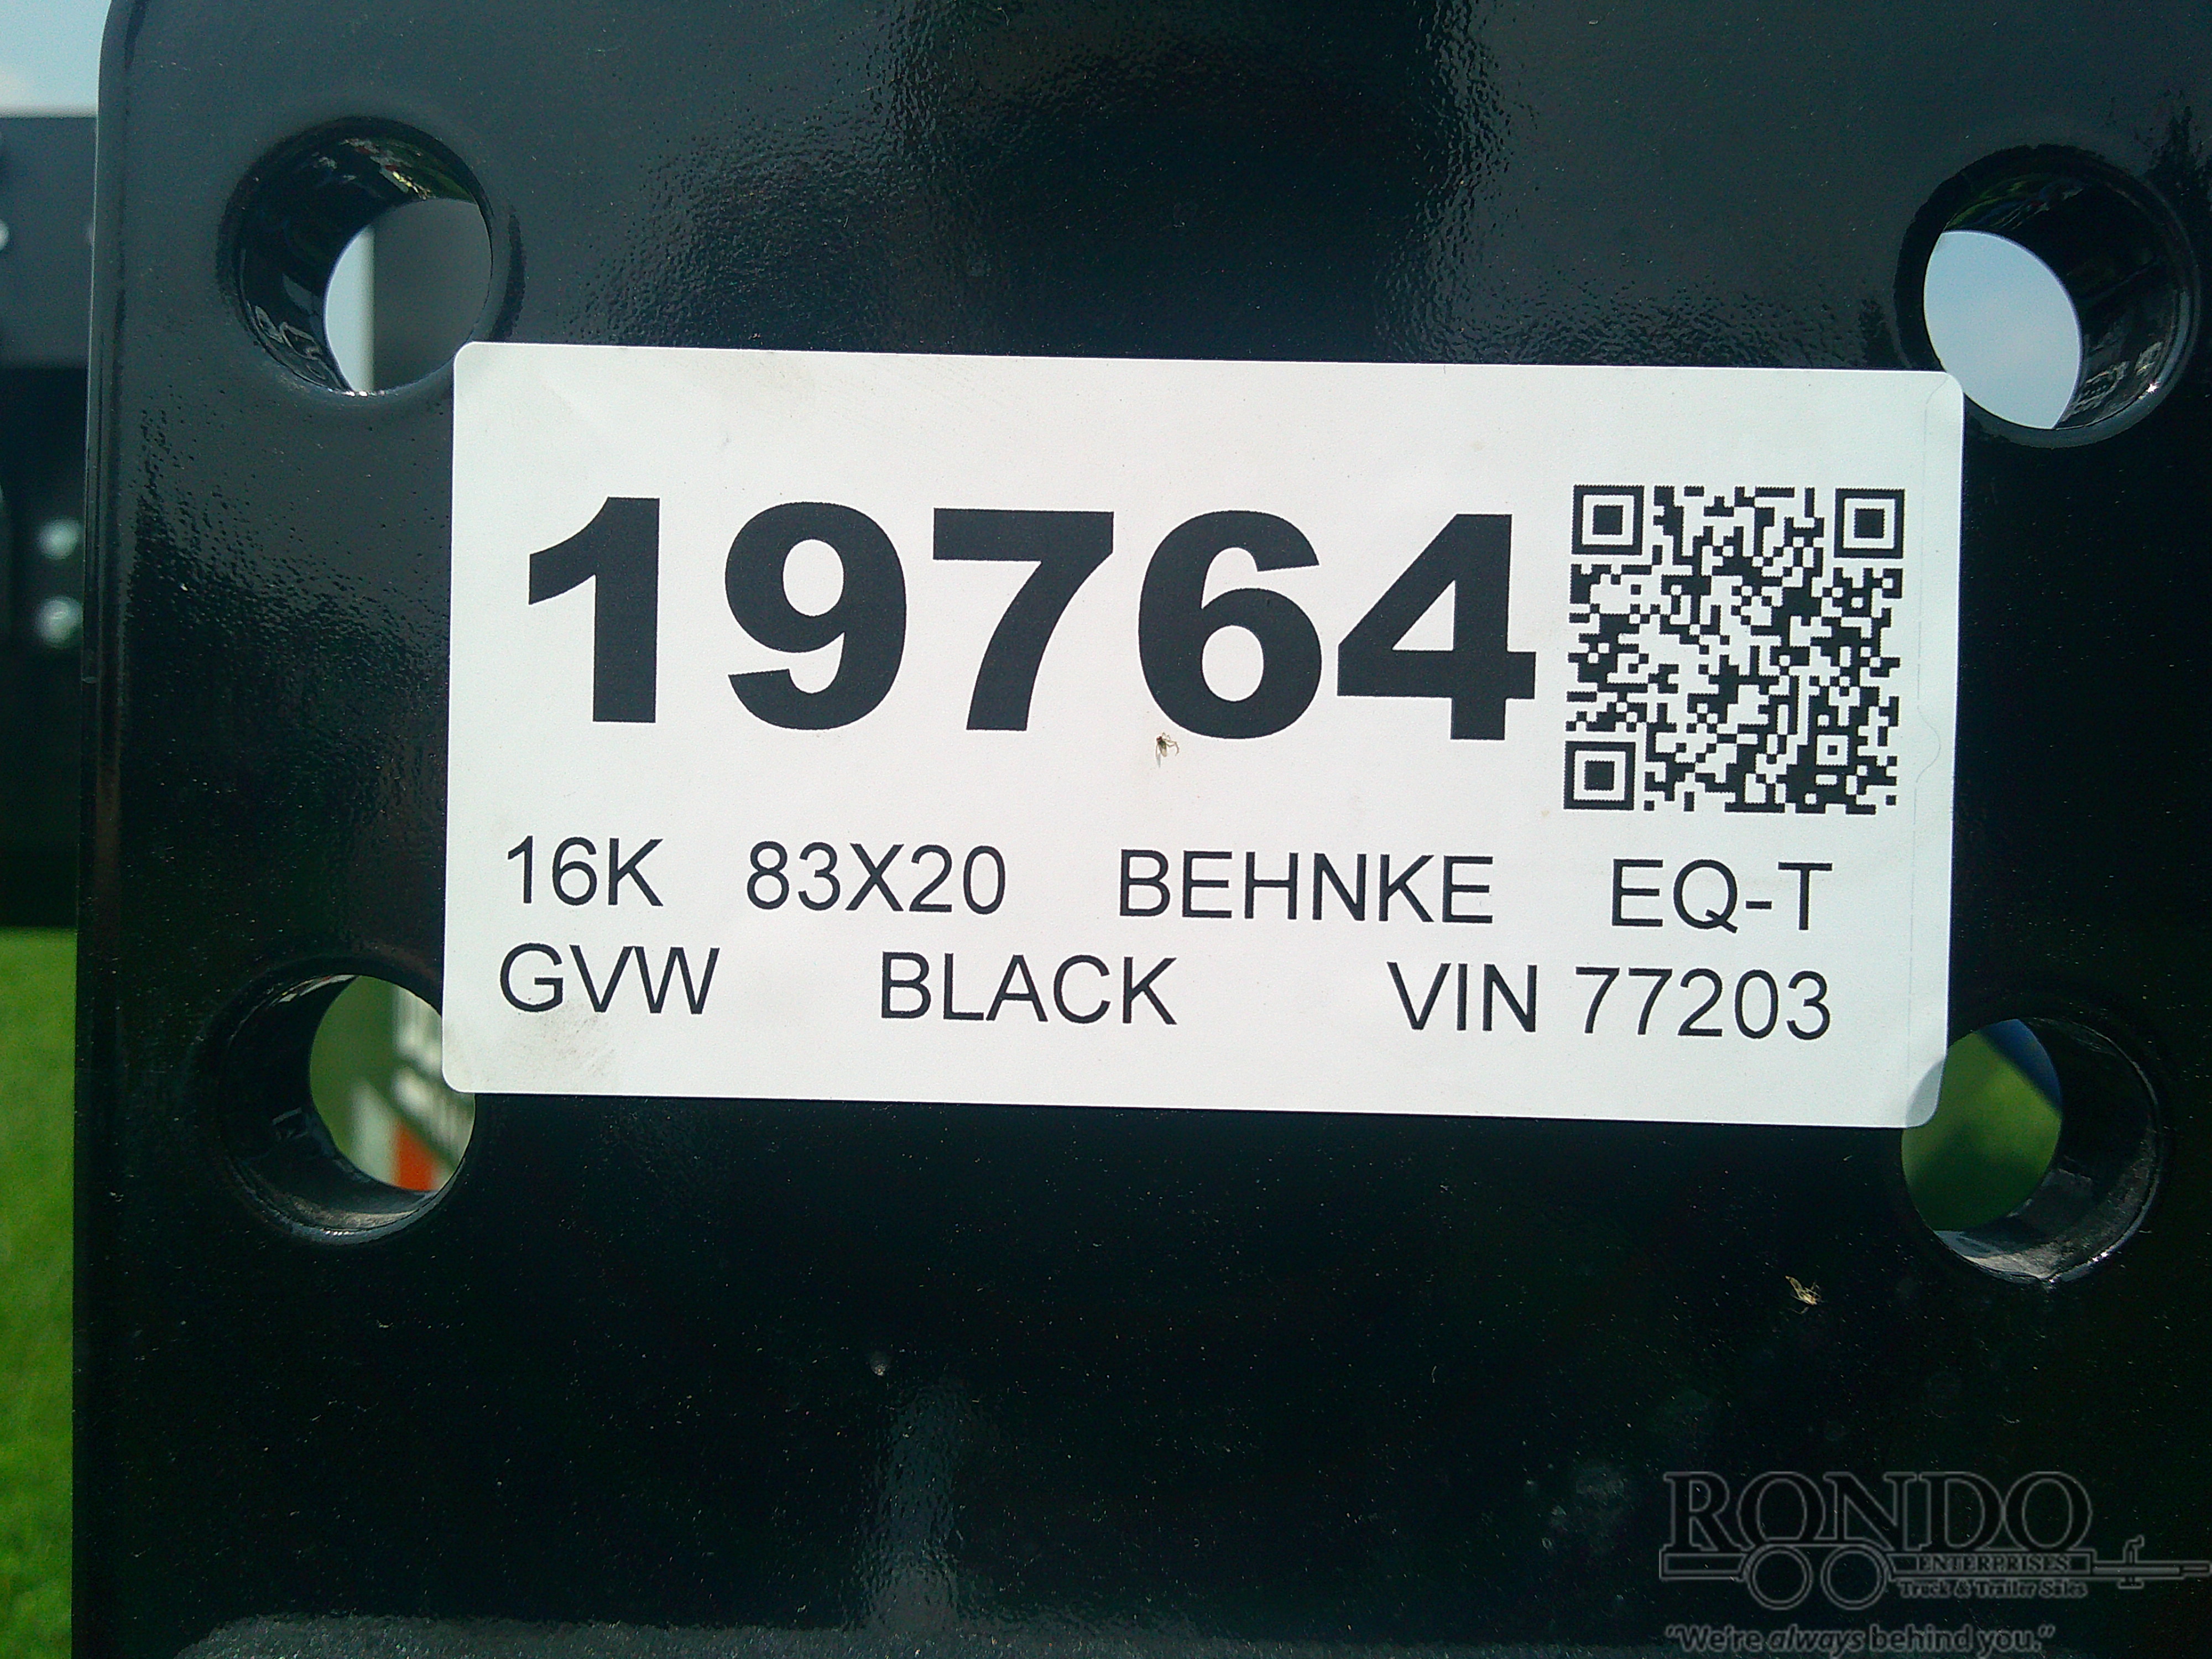 19764
16K 83X20 BEHNKE EQ-T
GVW BLACK VIN 77203
RONDO
ENTERPRISES
Truck & Trailer Sales
"We're always behind you."